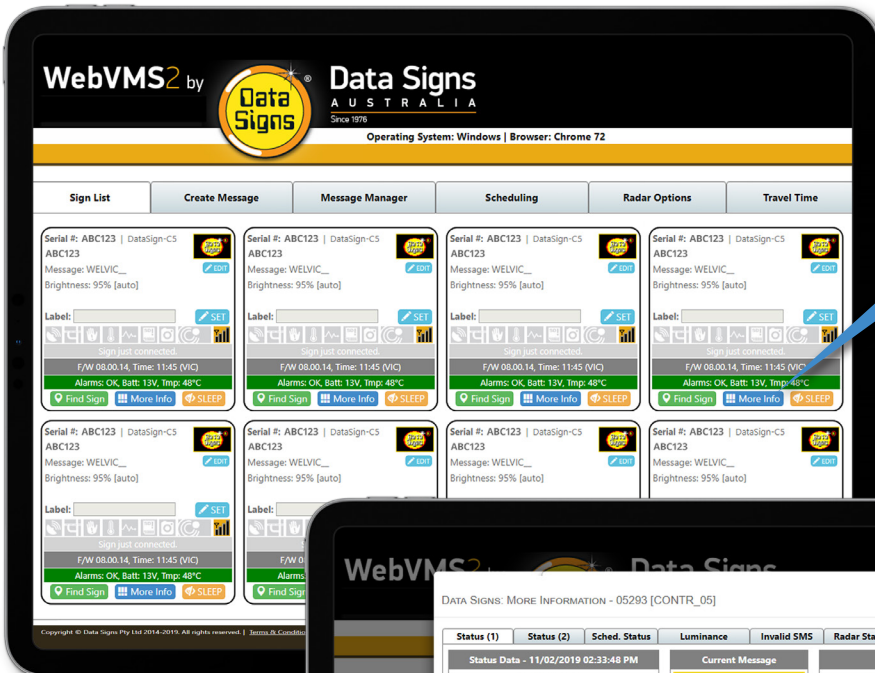 WebVMS2 by
Data Signs
®
Data Signs
AUSTRALIA
Since 1976
Operating System: Windows | Browser: Chrome 72
Sign List Create Message Message Manager Scheduling Radar Options Travel Time
Serial #: ABC123 | DataSign-C5 Serial #: ABC123 | DataSign-C5 Serial #: ABC123 | DataSign-C5 Serial #: ABC123 | DataSign-C5
ABC123 ABC123 ABC123 ABC123
Message: WELVIC__ EDIT Message: WELVIC__ EDIT Message: WELVIC__ EDIT Message: WELVIC__ EDIT
Brightness: 95% [auto] Brightness: 95% [auto] Brightness: 95% [auto] Brightness: 95% [auto]
Label: SET Label: SET Label: SET Label: SET
Sign just connected. Sign just connected. Sign just connected. Sign just connected.
F/W 08.00.14, Time: 11:45 (VIC) F/W 08.00.14, Time: 11:45 (VIC) F/W 08.00.14, Time: 11:45 (VIC) F/W 08.00.14, Time: 11:45 (VIC)
Alarms: OK, Batt: 13V, Tmp: 48°C Alarms: OK, Batt: 13V, Tmp: 48°C Alarms: OK, Batt: 13V, Tmp: 48°C Alarms: OK, Batt: 13V, Tmp: 48°C
Find Sign More Info SLEEP Find Sign More Info SLEEP Find Sign More Info SLEEP Find Sign More Info SLEEP
Serial #: ABC123 | DataSign-C5 Serial #: ABC123 | DataSign-C5 Serial #: ABC123 | DataSign-C5 Serial #: ABC123 | DataSign-C5
ABC123 ABC123 ABC123 ABC123
Message: WELVIC__ EDIT Message: WELVIC__ EDIT Message: WELVIC__ EDIT Message: WELVIC__ EDIT
Brightness: 95% [auto] Brightness: 95% [auto] Brightness: 95% [auto] Brightness: 95% [auto]
Label: SET Label:
Sign just connected.
F/W 08.00.14, Time: 11:45 (VIC) F/W
Alarms: OK, Batt: 13V, Tmp: 48°C Alarms:
Find Sign More Info SLEEP Find Sign
Copyright © Data Signs Pty Ltd 2014-2019. All rights reserved. | Terms &
WebVMS2 Data Signs
DATA SIGNS: MORE INFORMATION - 05293 [CONTR_05]
Status (1) Status (2) Sched. Status Luminance Invalid SMS Radar
Status Data - 11/02/2019 02:33:48 PM Current Message